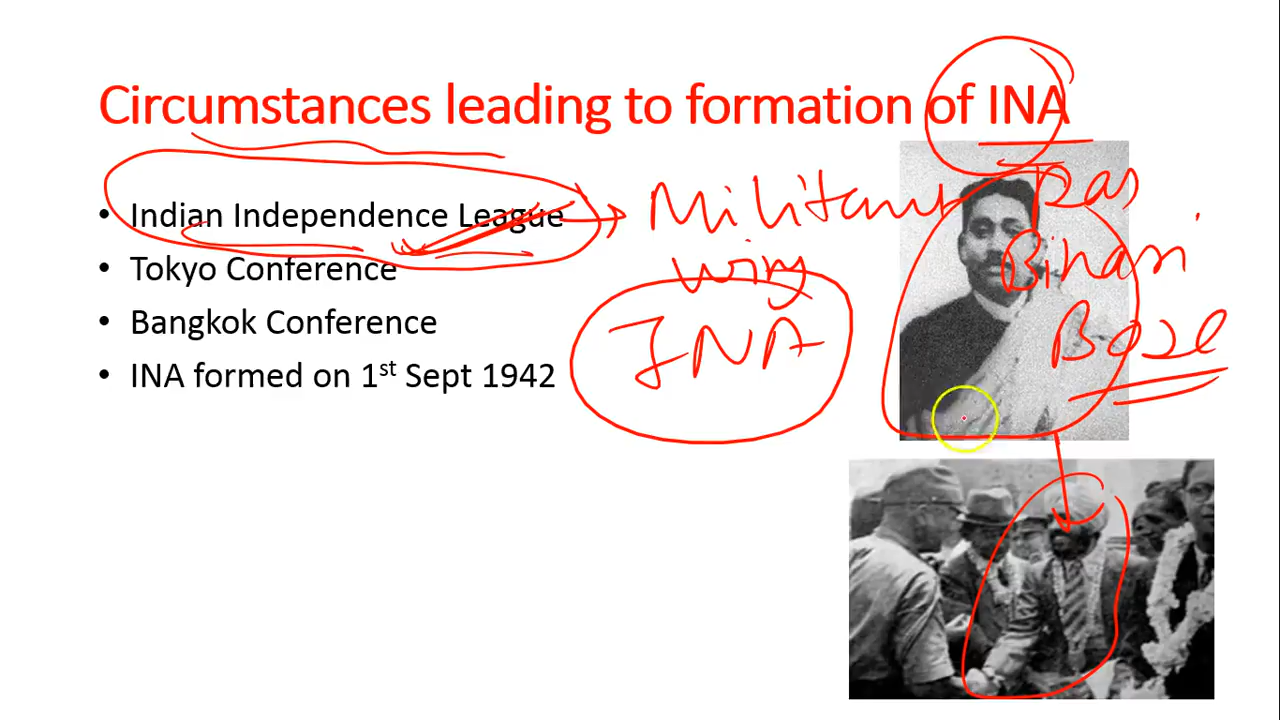 Circumstances leading to formation of INA
• Indian Independence League
• Tokyo Conference
• Bangkok Conference
• INA formed on 1st Sept 1942
Military
wing
INA
Ras
Bihari
Bose